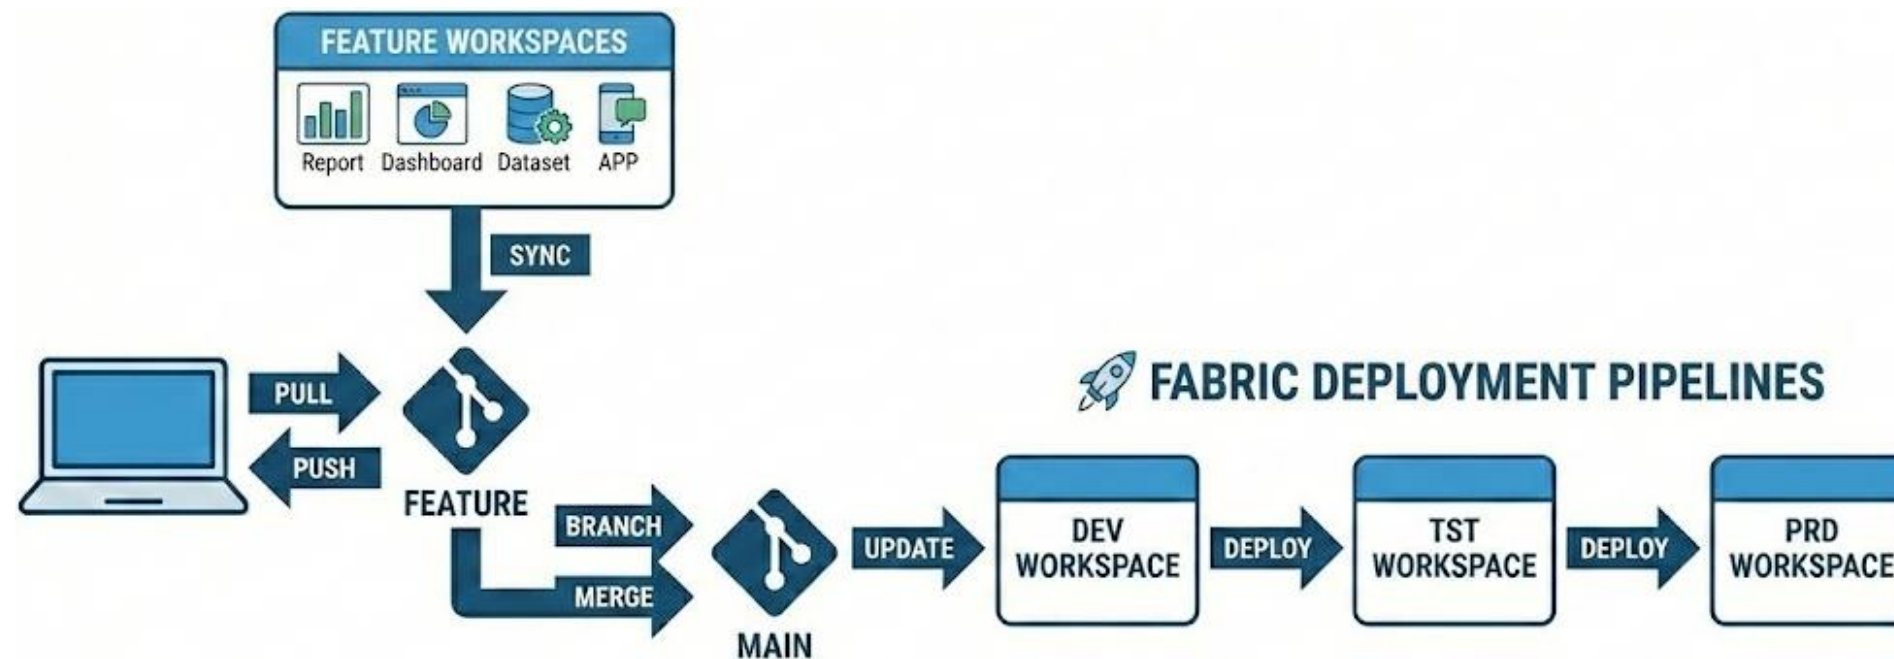 FEATURE WORKSPACES
Report Dashboard Dataset APP
SYNC
PULL
PUSH
FEATURE
BRANCH
MERGE
MAIN
UPDATE
FABRIC DEPLOYMENT PIPELINES
DEV
WORKSPACE
DEPLOY
TST
WORKSPACE
DEPLOY
PRD
WORKSPACE